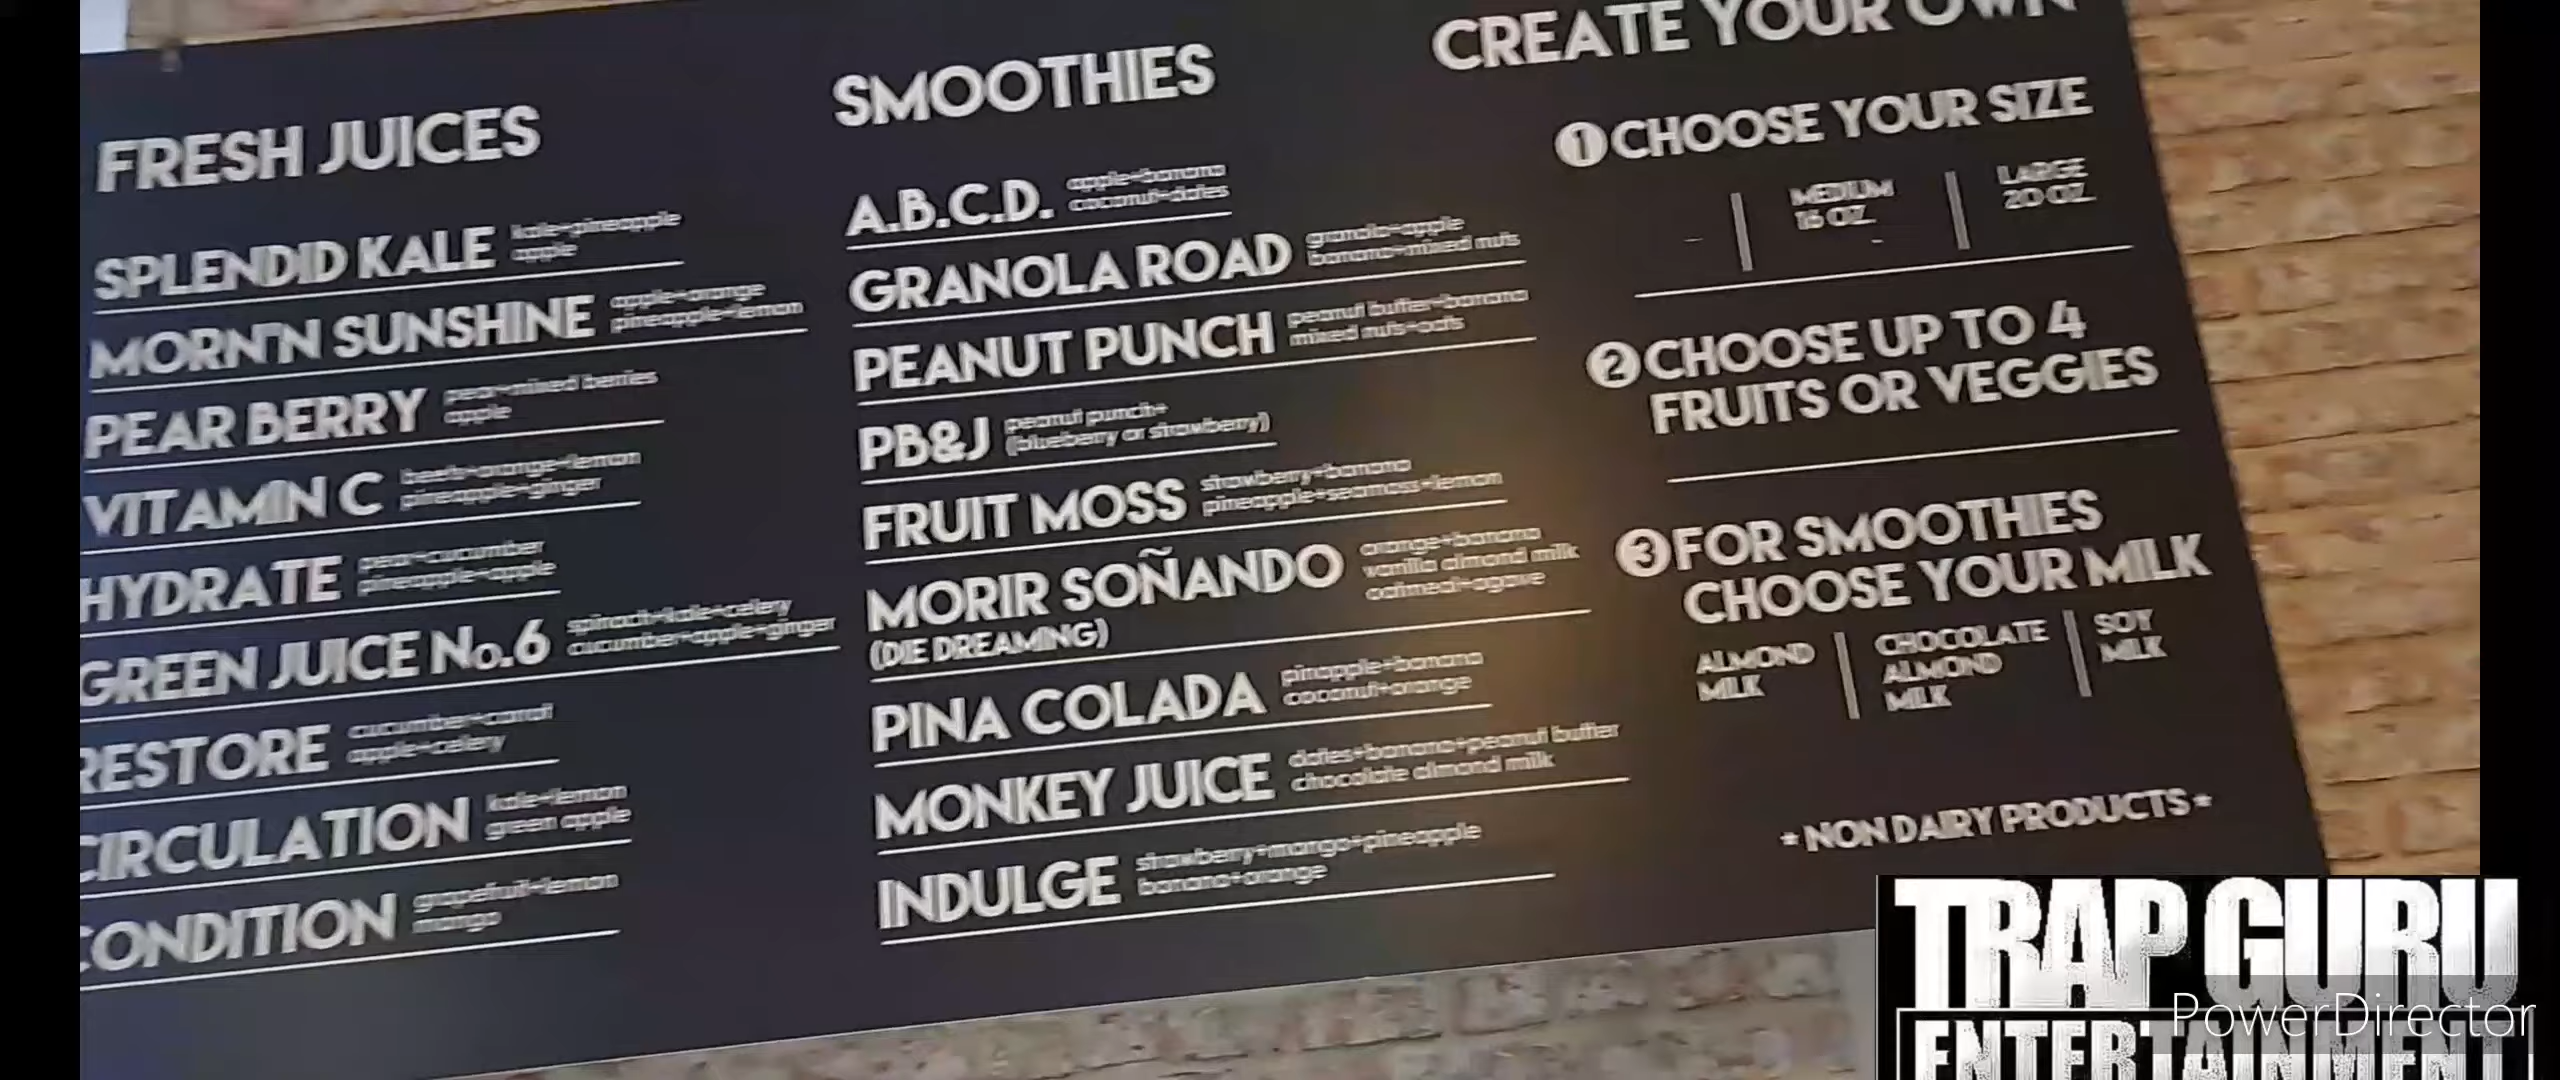 FRESH JUICES
SPLENDID KALE kale+pineapple
apple
MORN'N SUNSHINE apple+orange
pineapple+lemon
PEAR BERRY pear+mixed berries
apple
VITAMIN C beets+orange+lemon
pineapple+ginger
HYDRATE pear+cucumber
pineapple+apple
GREEN JUICE No.6 spinach+kale+celery
cucumber+apple+ginger
RESTORE cucumber+carrot
apple+celery
CIRCULATION kale+lemon
green apple
CONDITION grapefruit+lemon
mango
SMOOTHIES
A.B.C.D. apple+banana
coconut+dates
GRANOLA ROAD granola+apple
banana+mixed nuts
PEANUT PUNCH peanut butter+banana
mixed nuts+oats
PB&J peanut punch+
(blueberry or strawberry)
FRUIT MOSS strawberry+banana
pineapple+seamoss+lemon
MORIR SOÑANDO orange+banana
vanilla almond milk
oatmeal+agave
(DIE DREAMING)
PINA COLADA pinapple+banana
coconut+orange
MONKEY JUICE dates+banana+peanut butter
chocolate almond milk
INDULGE strawberry+mango+pineapple
banana+orange
CREATE YOUR OWN
1 CHOOSE YOUR SIZE
MEDIUM
16 OZ.
LARGE
20 OZ.
2 CHOOSE UP TO 4
FRUITS OR VEGGIES
3 FOR SMOOTHIES
CHOOSE YOUR MILK
ALMOND
MILK
CHOCOLATE
ALMOND
MILK
SOY
MILK
* NON DAIRY PRODUCTS *
TRAP GURU
PowerDirector
ENTERTAINMENT